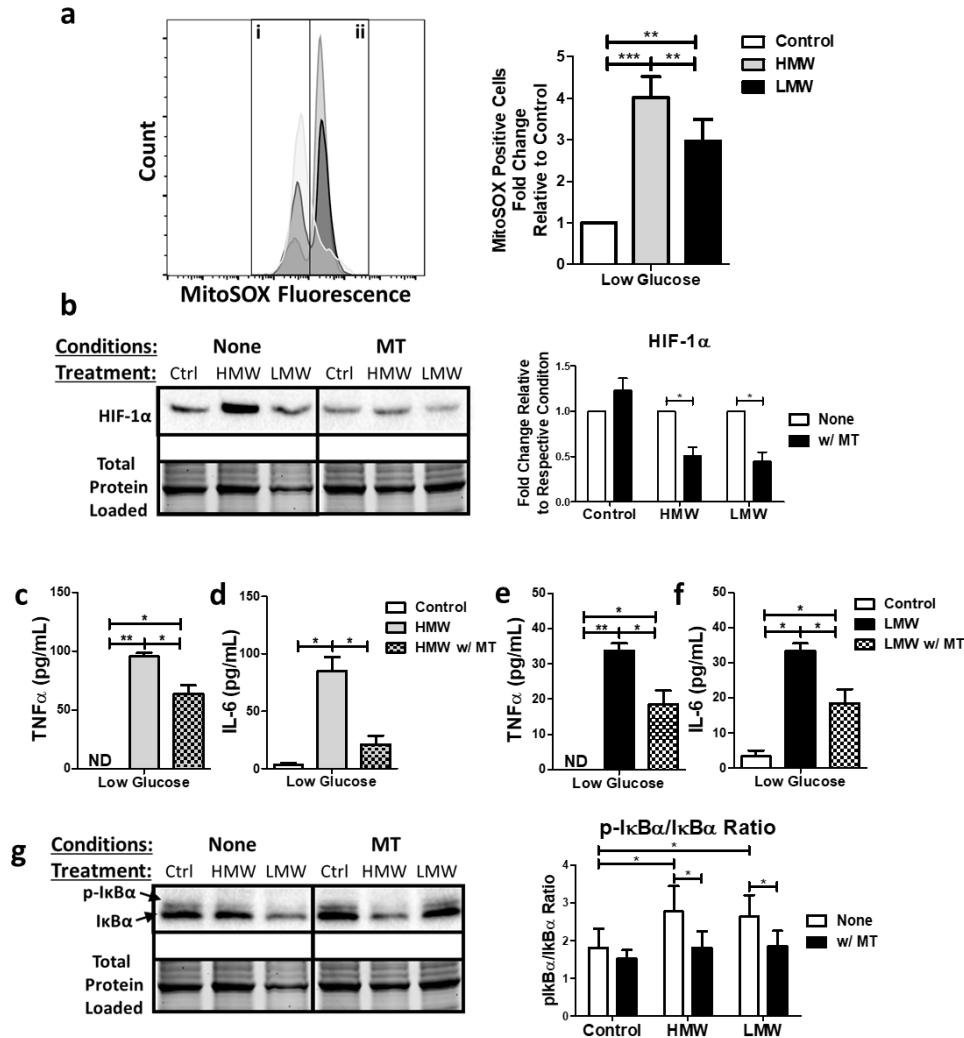 a
i
ii
Count
MitoSOX Fluorescence
MitoSOX Positive Cells
Fold Change
Relative to Control
5
4
3
2
1
0
**
*** **
Low Glucose
Control
HMW
LMW
b
Conditions: None MT
Treatment: Ctrl HMW LMW Ctrl HMW LMW
HIF-1α
Total
Protein
Loaded
HIF-1α
Fold Change Relative
to Respective Conditon
1.5
1.0
0.5
0.0
* *
Control HMW LMW
None
w/ MT
c
TNFα (pg/mL)
150
100
50
0
*
** *
ND
Low Glucose
d
IL-6 (pg/mL)
150
100
50
0
* *
Low Glucose
Control
HMW
HMW w/ MT
e
TNFα (pg/mL)
50
40
30
20
10
0
*
** *
ND
Low Glucose
f
IL-6 (pg/mL)
50
40
30
20
10
0
*
* *
Low Glucose
Control
LMW
LMW w/ MT
g
Conditions: None MT
Treatment: Ctrl HMW LMW Ctrl HMW LMW
p-IκBα
IκBα
Total
Protein
Loaded
p-IκBα/IκBα Ratio
pIkBα/IkBα Ratio
4
3
2
1
0
*
*
* *
Control HMW LMW
None
w/ MT